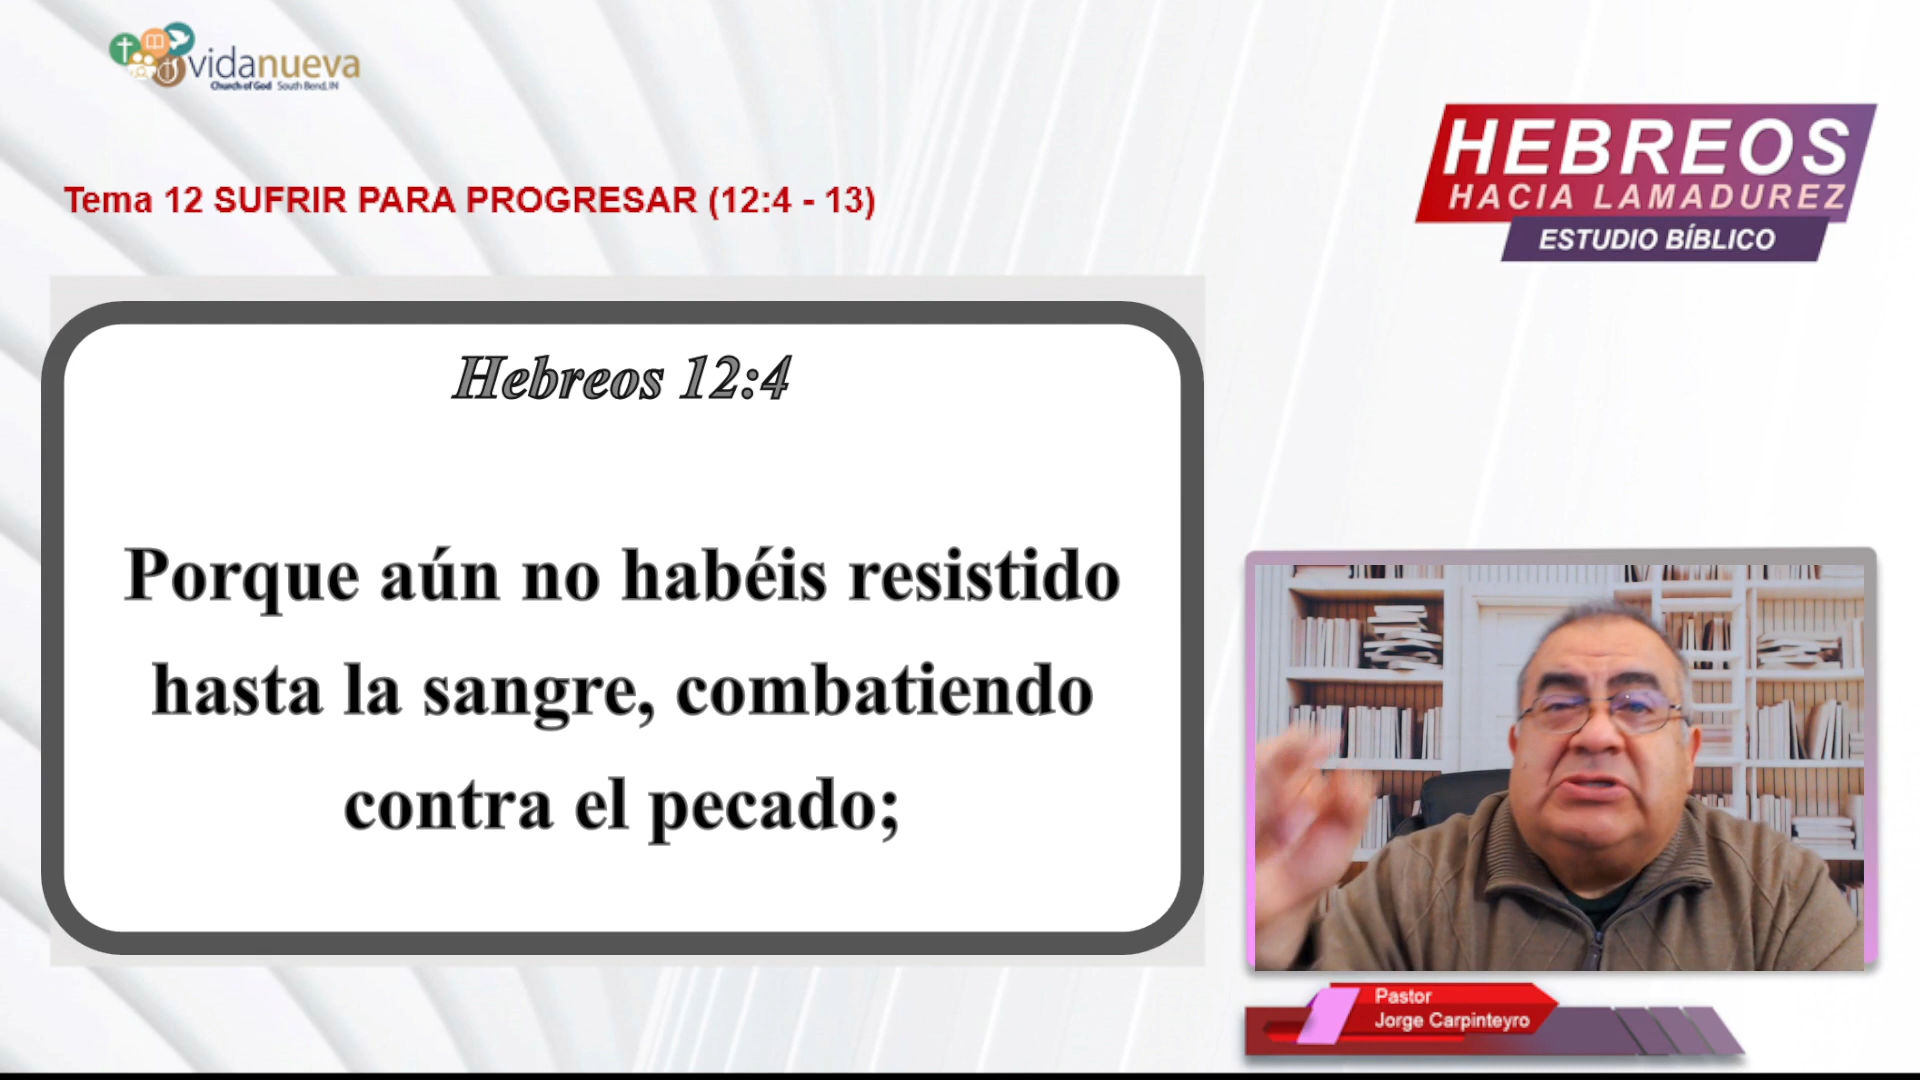 vidanueva
Church of God South Bend, IN
HEBREOS
HACIA LAMADUREZ
ESTUDIO BÍBLICO
Tema 12 SUFRIR PARA PROGRESAR (12:4 - 13)
Hebreos 12:4
Porque aún no habéis resistido
hasta la sangre, combatiendo
contra el pecado;
Pastor
Jorge Carpinteyro